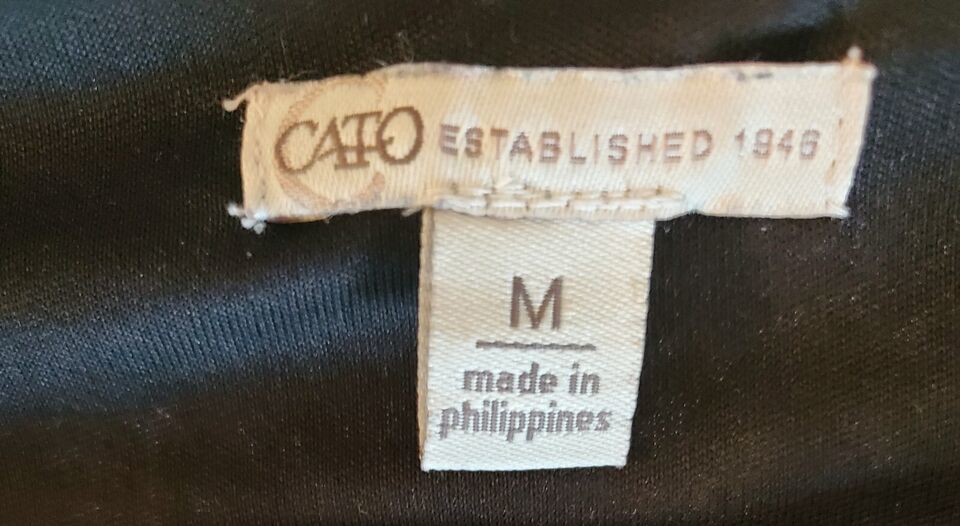 CATO ESTABLISHED 1946
M
made in
philippines